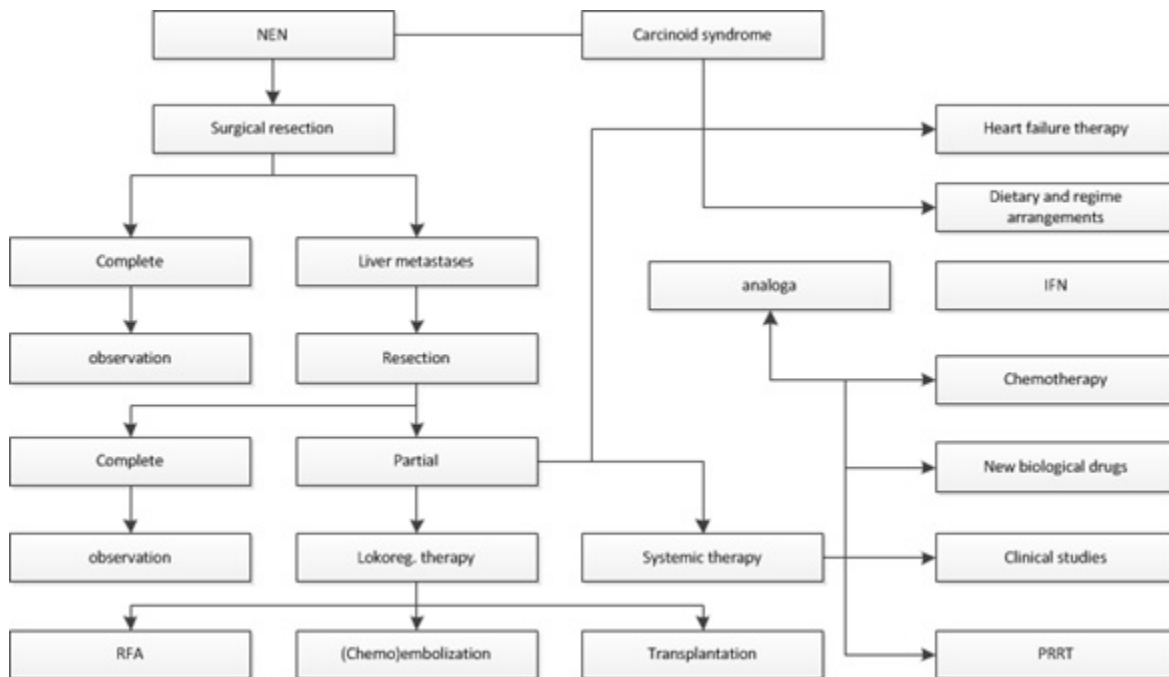 NEN
Carcinoid syndrome
Surgical resection
Heart failure therapy
Dietary and regime
arrangements
Complete
Liver metastases
analoga
IFN
observation
Resection
Chemotherapy
Complete
Partial
New biological drugs
observation
Lokoreg. therapy
Systemic therapy
Clinical studies
RFA
(Chemo)embolization
Transplantation
PRRT